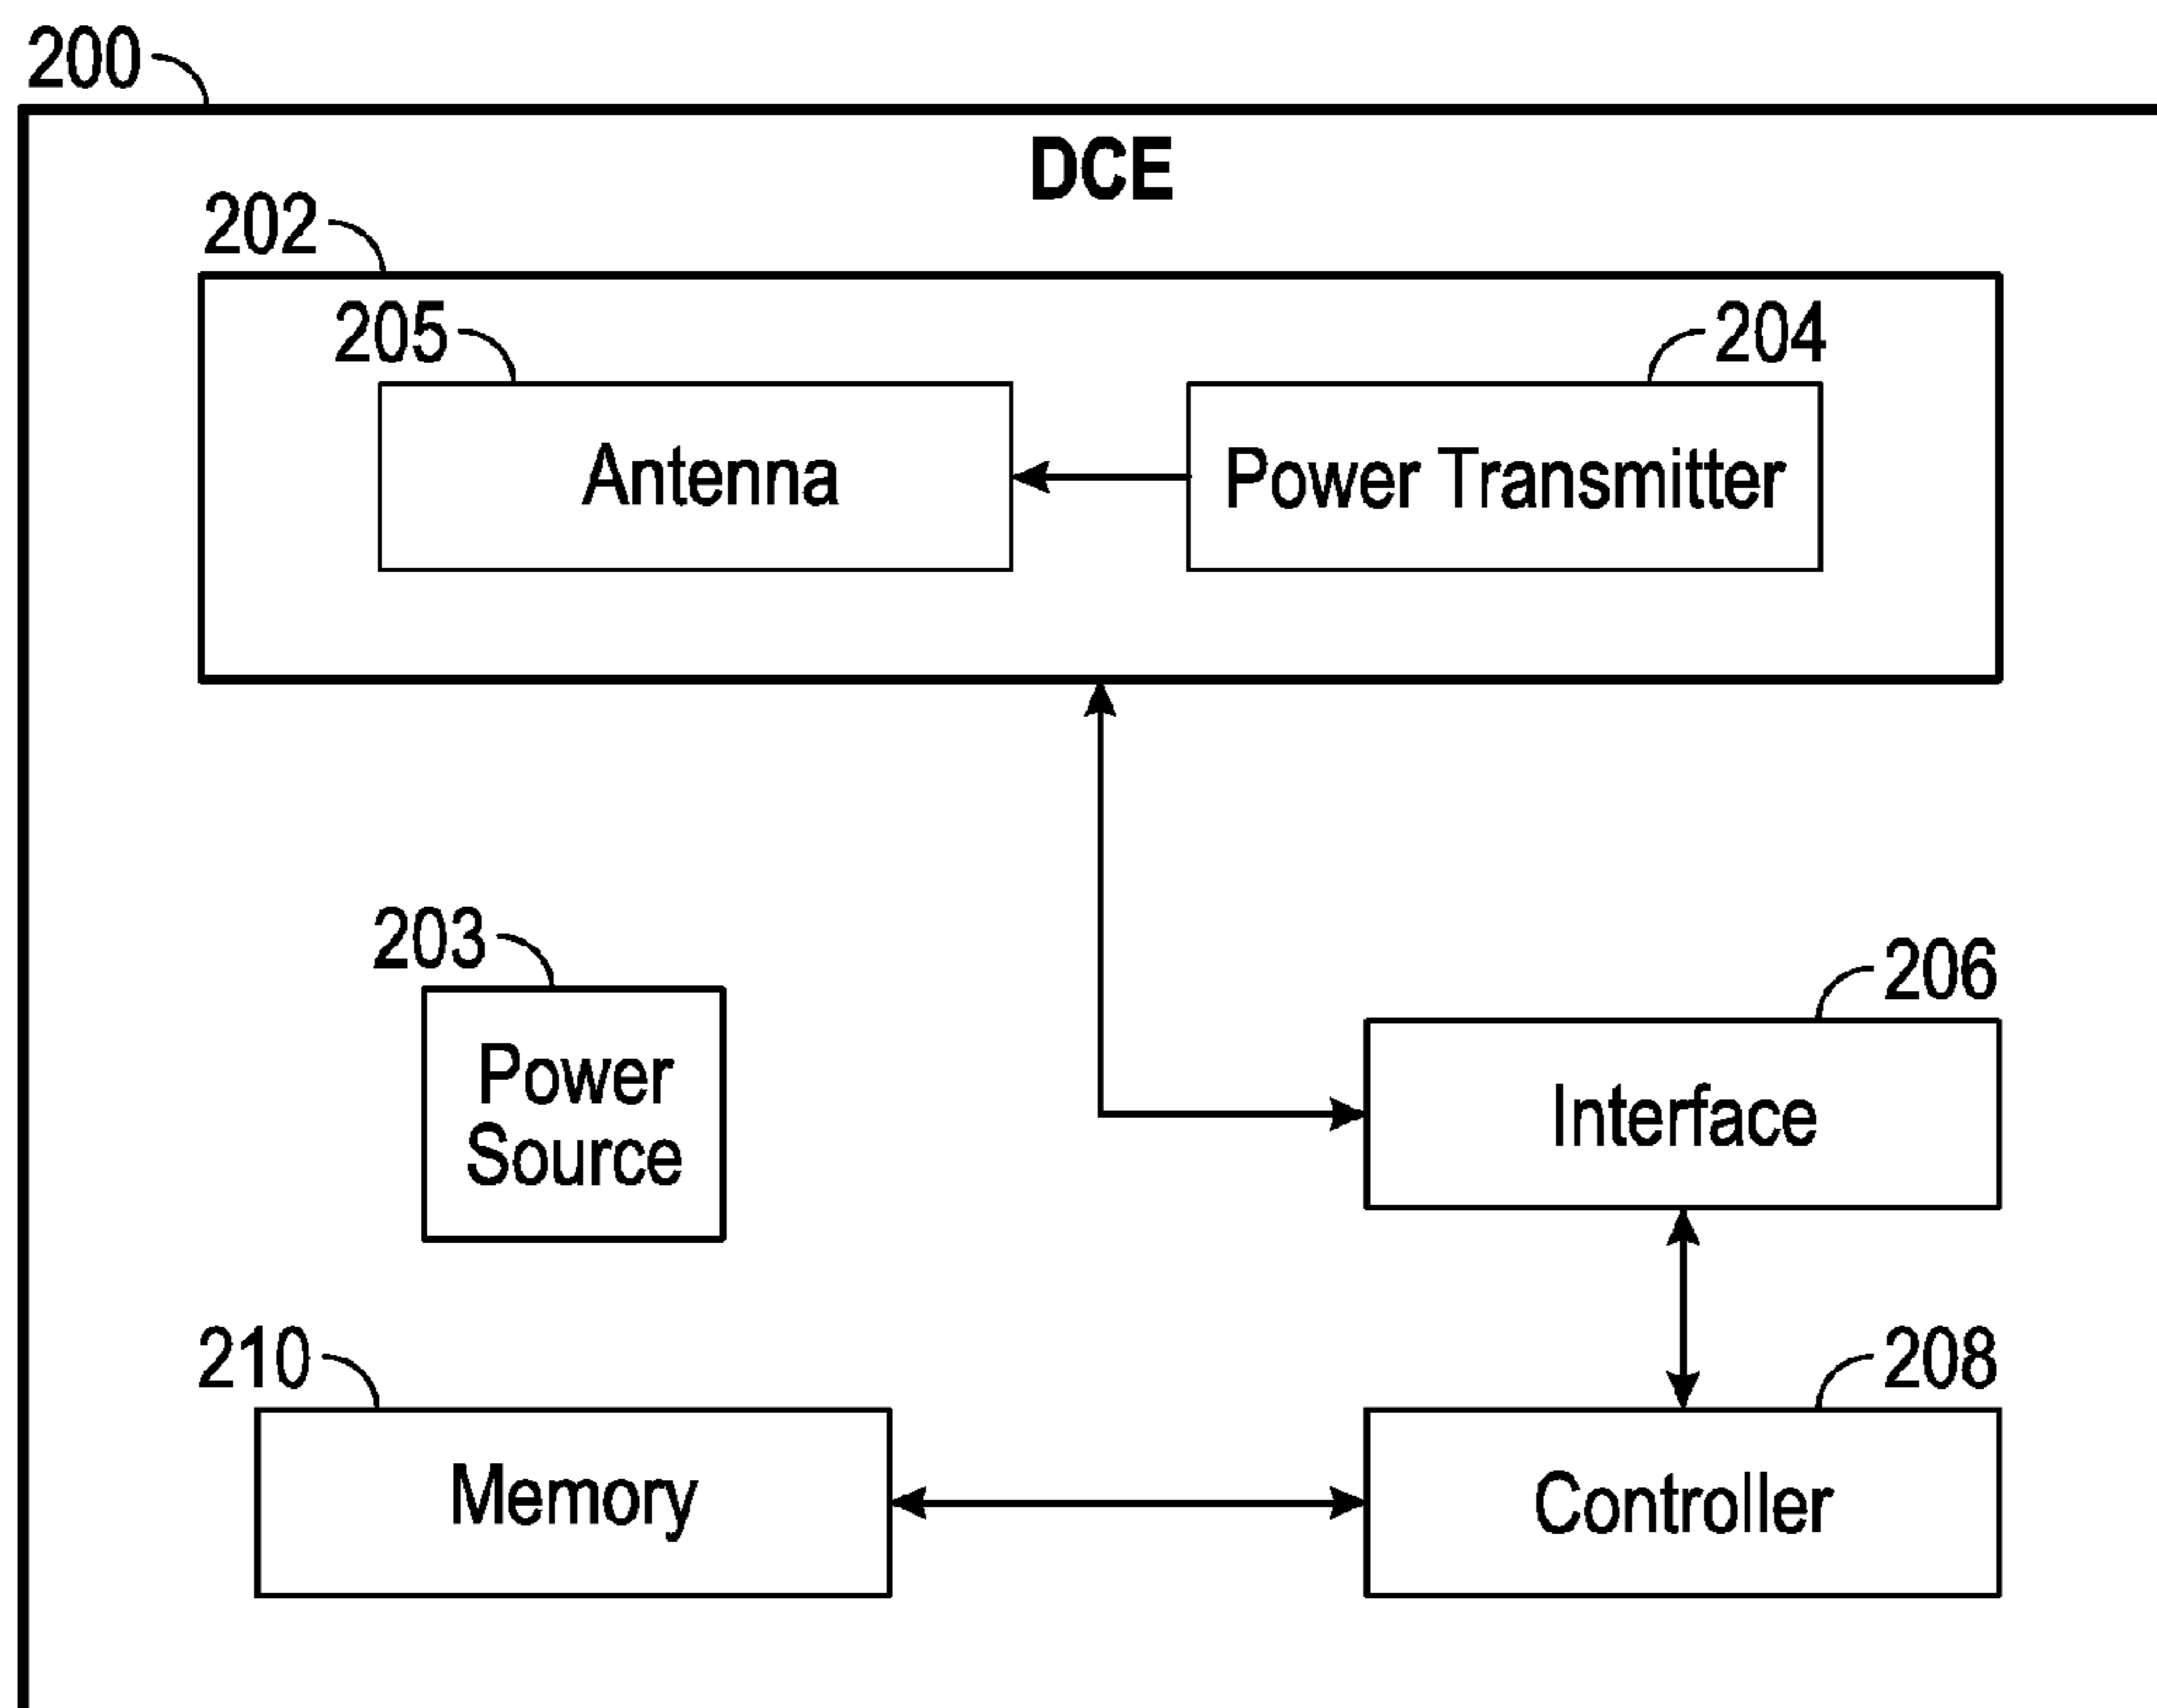 200
DCE
202
205
204
Antenna
Power Transmitter
203
206
Power
Source
Interface
210
208
Memory
Controller